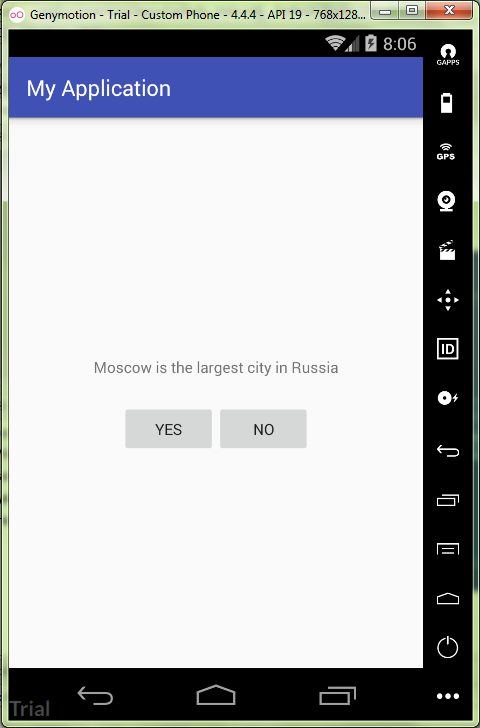 Genymotion - Trial - Custom Phone - 4.4.4 - API 19 - 768x128...
8:06
GAPPS
My Application
GPS
ID
Moscow is the largest city in Russia
YES NO
Trial